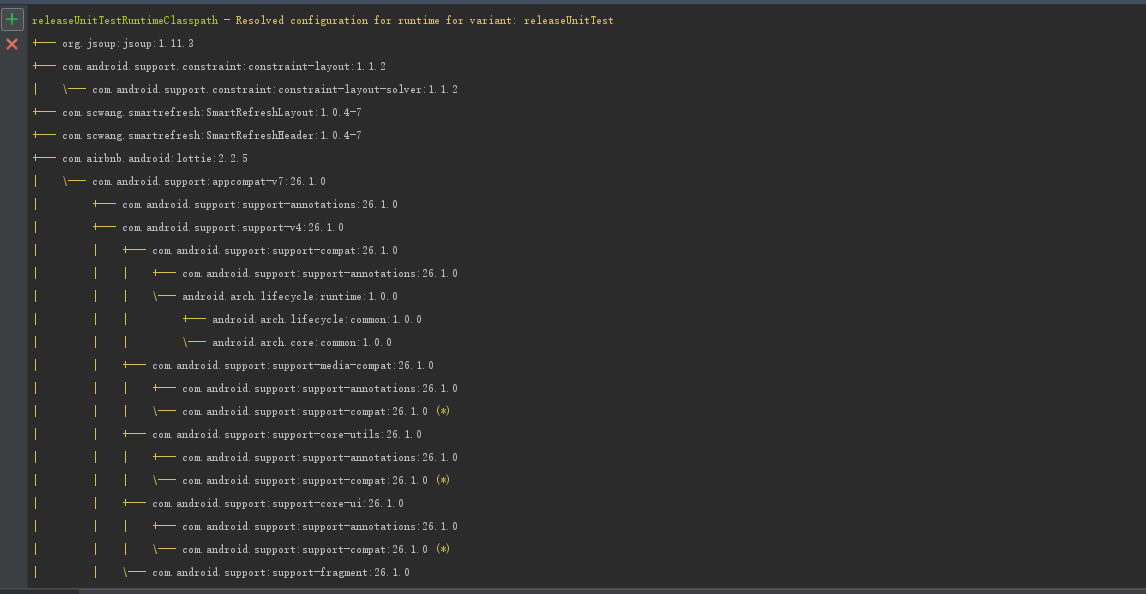 releaseUnitTestRuntimeClasspath - Resolved configuration for runtime for variant: releaseUnitTest
+--- org.jsoup:jsoup:1.11.3
+--- com.android.support.constraint:constraint-layout:1.1.2
|    \--- com.android.support.constraint:constraint-layout-solver:1.1.2
+--- com.scwang.smartrefresh:SmartRefreshLayout:1.0.4-7
+--- com.scwang.smartrefresh:SmartRefreshHeader:1.0.4-7
+--- com.airbnb.android:lottie:2.2.5
|    \--- com.android.support:appcompat-v7:26.1.0
|         +--- com.android.support:support-annotations:26.1.0
|         +--- com.android.support:support-v4:26.1.0
|         |    +--- com.android.support:support-compat:26.1.0
|         |    |    +--- com.android.support:support-annotations:26.1.0
|         |    |    \--- android.arch.lifecycle:runtime:1.0.0
|         |    |         +--- android.arch.lifecycle:common:1.0.0
|         |    |         \--- android.arch.core:common:1.0.0
|         |    +--- com.android.support:support-media-compat:26.1.0
|         |    |    +--- com.android.support:support-annotations:26.1.0
|         |    |    \--- com.android.support:support-compat:26.1.0 (*)
|         |    +--- com.android.support:support-core-utils:26.1.0
|         |    |    +--- com.android.support:support-annotations:26.1.0
|         |    |    \--- com.android.support:support-compat:26.1.0 (*)
|         |    +--- com.android.support:support-core-ui:26.1.0
|         |    |    +--- com.android.support:support-annotations:26.1.0
|         |    |    \--- com.android.support:support-compat:26.1.0 (*)
|         |    \--- com.android.support:support-fragment:26.1.0